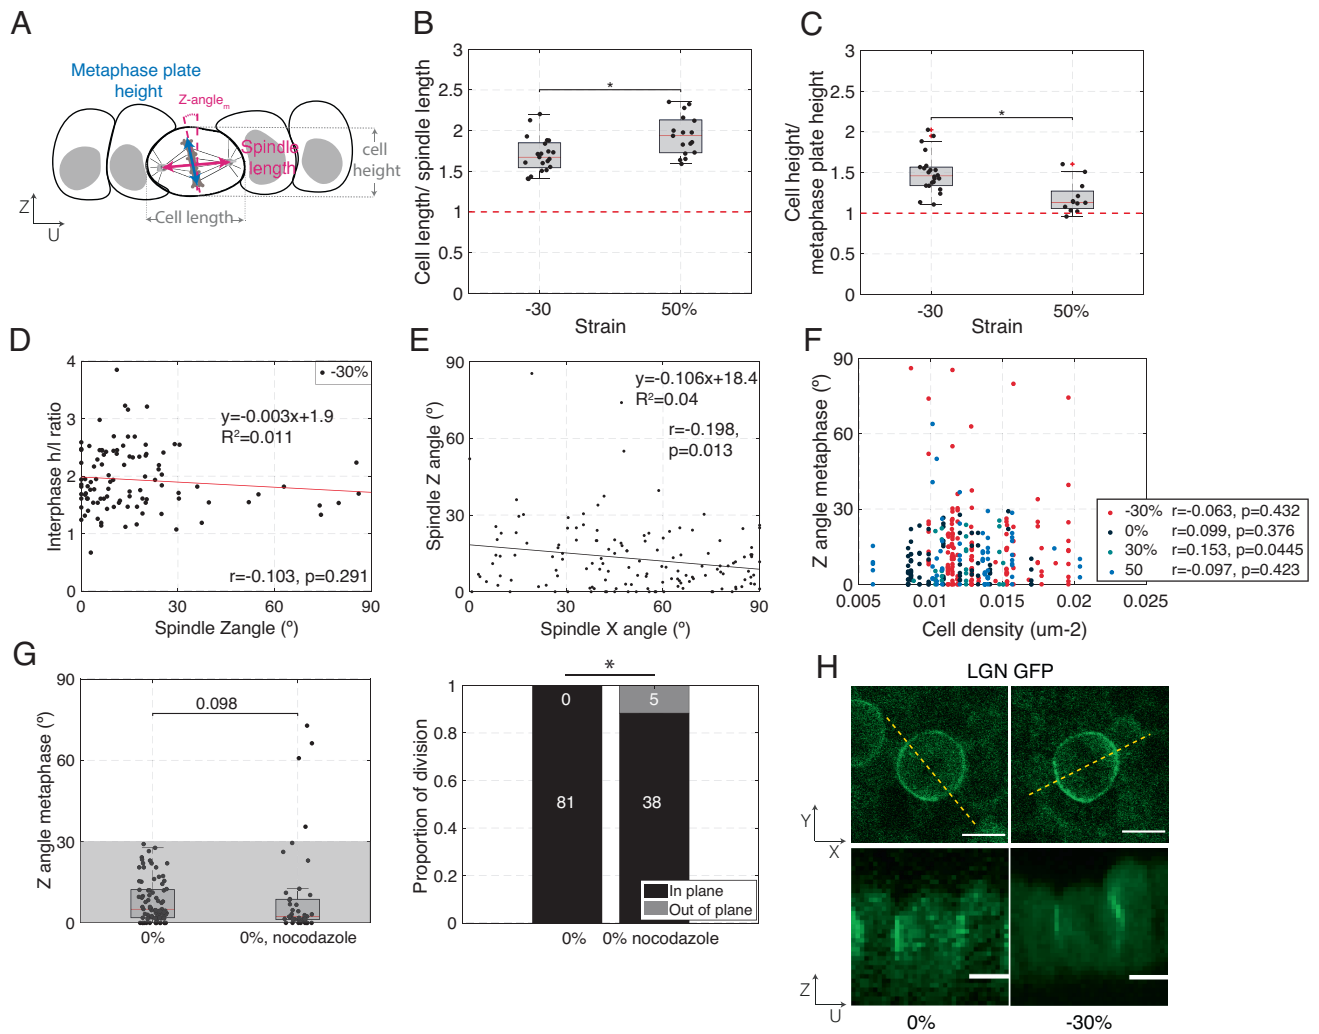 A
Metaphase plate
height
Z-angle_m
Spindle
length
cell
height
Cell length
Z
U
B
Cell length/ spindle length
3
2.5
2
1.5
1
0.5
0
*
-30
50%
Strain
C
Cell height/
metaphase plate height
3
2.5
2
1.5
1
0.5
0
*
-30
50%
Strain
D
Interphase h/l ratio
4
3
2
1
0
-30%
y=-0.003x+1.9
R²=0.011
r=-0.103, p=0.291
0
30
60
90
Spindle Zangle (º)
E
Spindle Z angle (º)
90
60
30
0
y=-0.106x+18.4
R²=0.04
r=-0.198,
p=0.013
0
30
60
90
Spindle X angle (º)
F
Z angle metaphase (º)
90
60
30
0
-30% r=-0.063, p=0.432
0% r=0.099, p=0.376
30% r=0.153, p=0.0445
50 r=-0.097, p=0.423
0.005
0.01
0.015
0.02
0.025
Cell density (um-2)
G
Z angle metaphase (º)
90
60
30
0
0.098
0%
0%, nocodazole
Proportion of division
1
0.8
0.6
0.4
0.2
0
*
0
5
81
38
In plane
Out of plane
0%
0% nocodazole
H
LGN GFP
Y
X
Z
U
0%
-30%